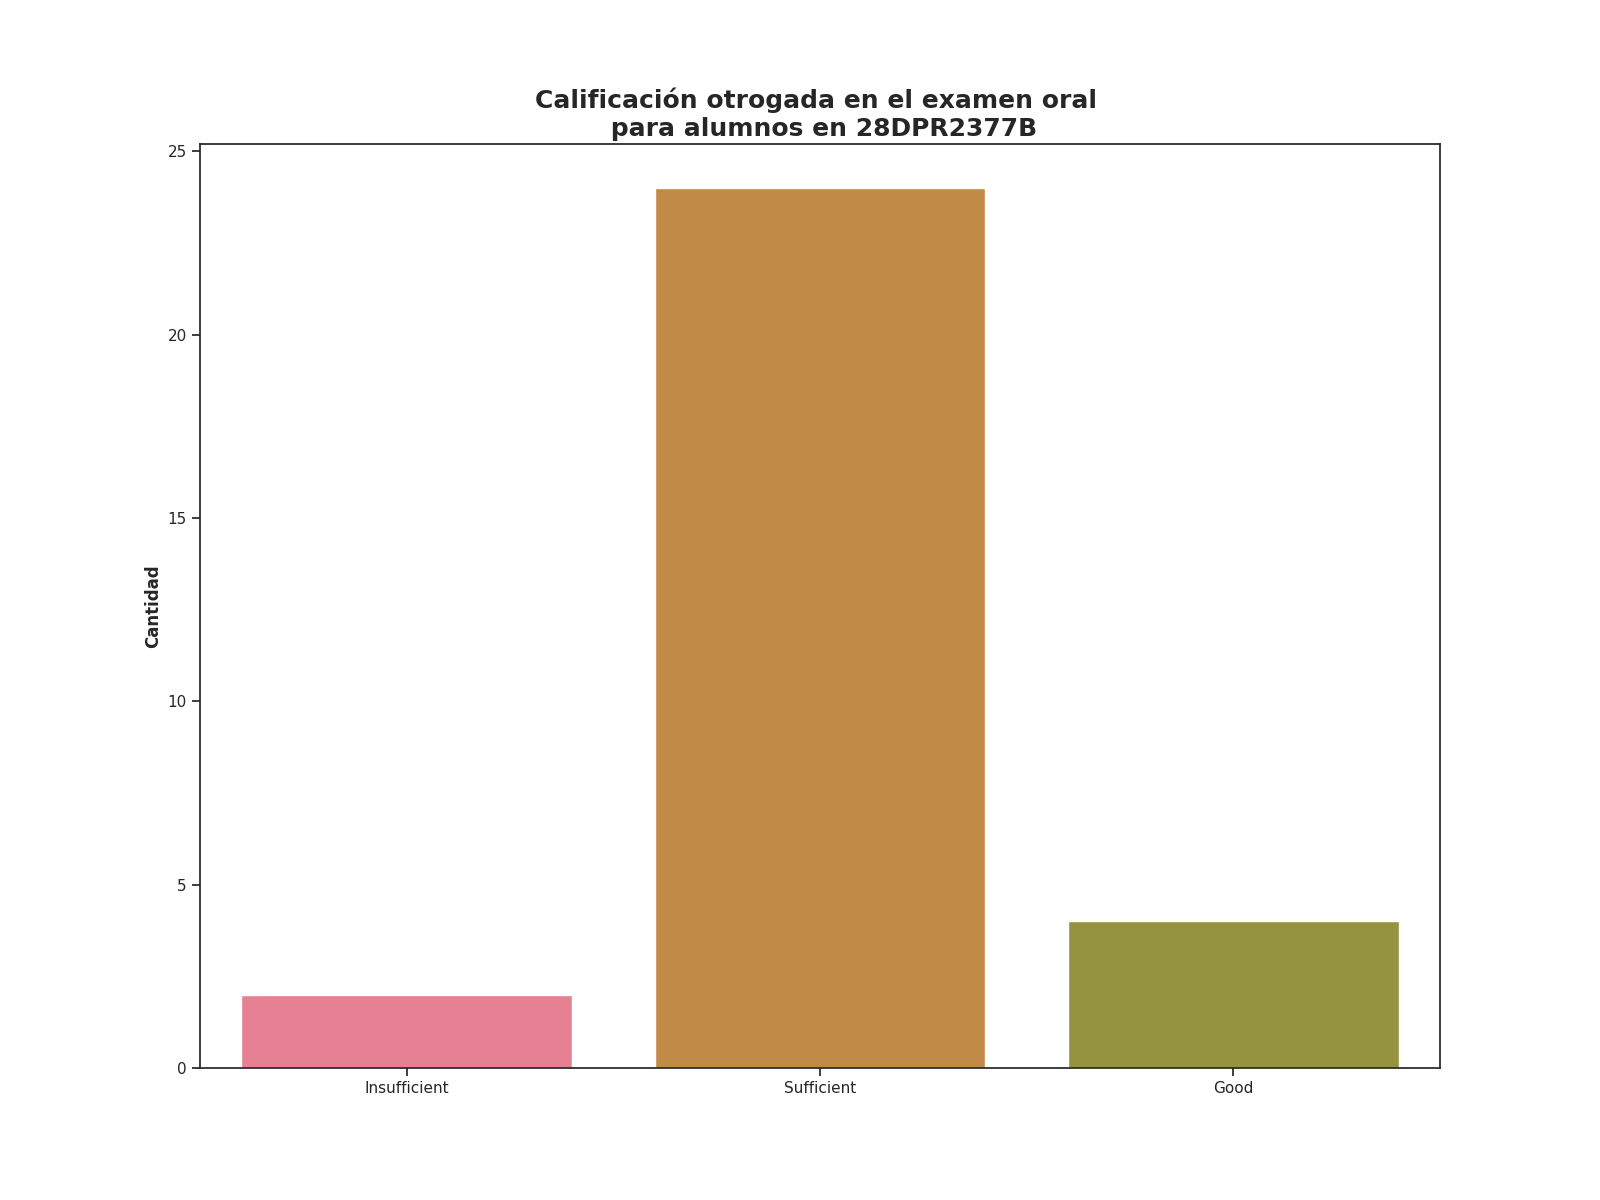 Calificación otrogada en el examen oral
para alumnos en 28DPR2377B
25
20
15
10
5
0
Cantidad
Insufficient
Sufficient
Good